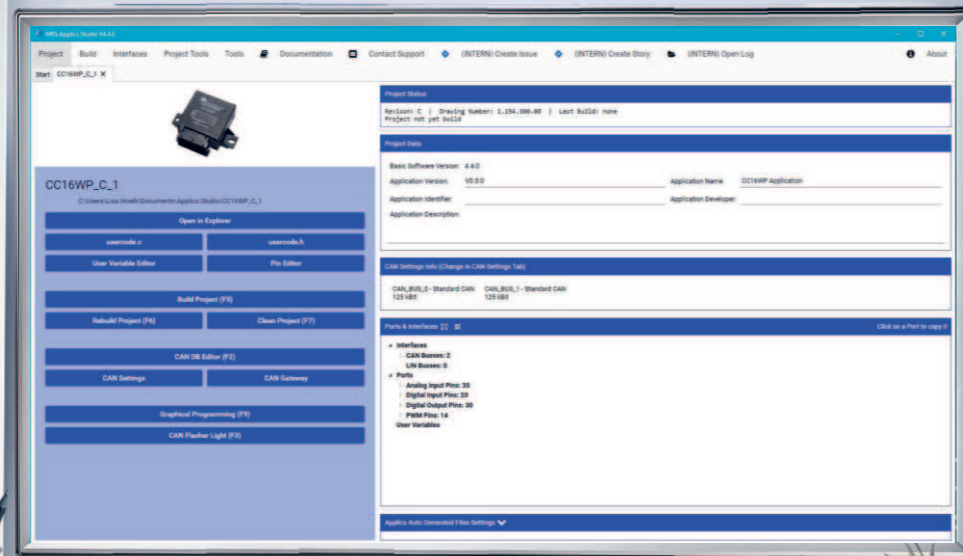 MRS Applics Studio V4.4.0
Project Build Interfaces Project Tools Tools Documentation Contact Support (INTERN) Create Issue (INTERN) Create Story (INTERN) Open Log About
Start CC16WP_C_1 X
CC16WP_C_1
Open in Explorer
usercode.c usercode.h
User Variable Editor Pin Editor
Build Project (F5)
Rebuild Project (F6) Clean Project (F7)
CAN DB Editor (F2)
CAN Settings CAN Gateway
Graphical Programming (F9)
CAN Flasher Light (F3)
Project Status
Revison: C | Drawing Number: 1.154.300.00 | Last Build: none
Project not yet build
Project Data
Basic Software Version: 4.4.0
Application Version: V0.0.0 Application Name CC16WP Application
Application Identifier: Application Developer:
Application Description:
CAN Settings Info (Change in CAN Settings Tab)
CAN_BUS_0 - Standard CAN CAN_BUS_1 - Standard CAN
125 kBit 125 kBit
Ports & Interfaces Click on a Port to copy it
Interfaces
CAN Busses: 2
LIN Busses: 0
Ports
Analog Input Pins: 35
Digital Input Pins: 20
Digital Output Pins: 30
PWM Pins: 14
User Variables
Applics Auto Generated Files Settings